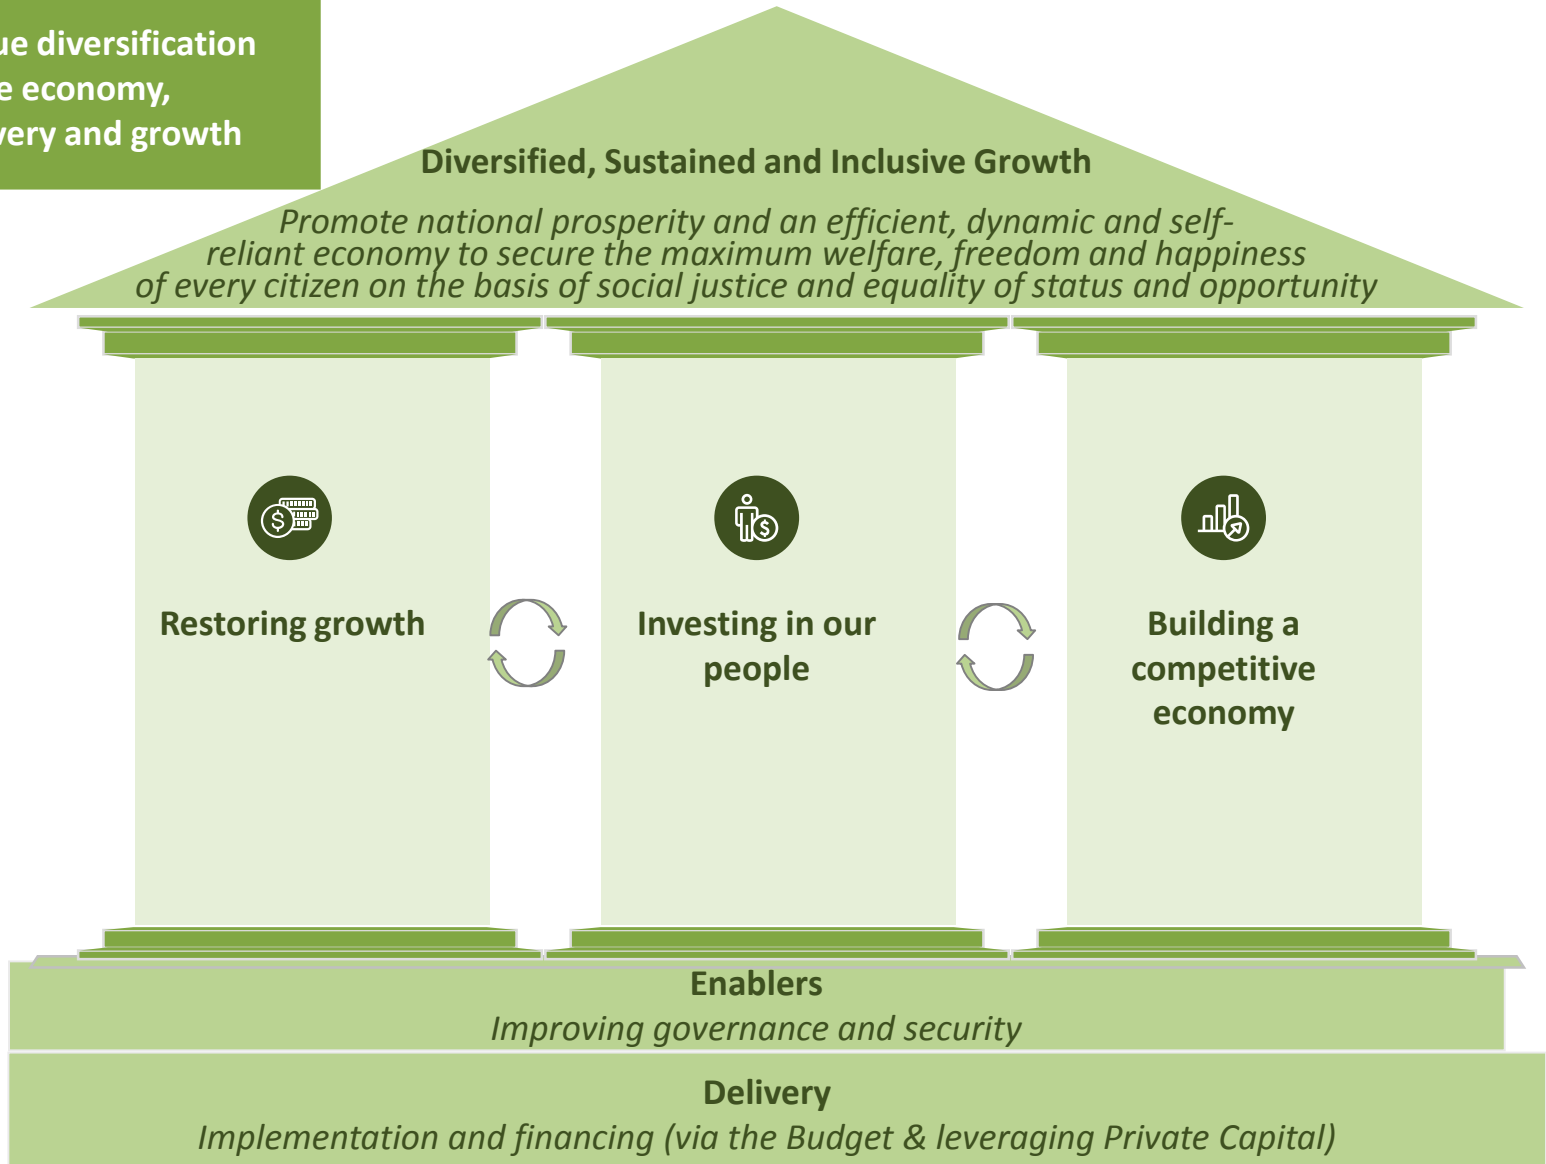 diversification
economy,
and growth
Diversified, Sustained and Inclusive Growth
Promote national prosperity and an efficient, dynamic and self-
reliant economy to secure the maximum welfare, freedom and happiness
of every citizen on the basis of social justice and equality of status and opportunity
$
$
Restoring growth
Investing in our
people
Building a
competitive
economy
Enablers
Improving governance and security
Delivery
Implementation and financing (via the Budget & leveraging Private Capital)